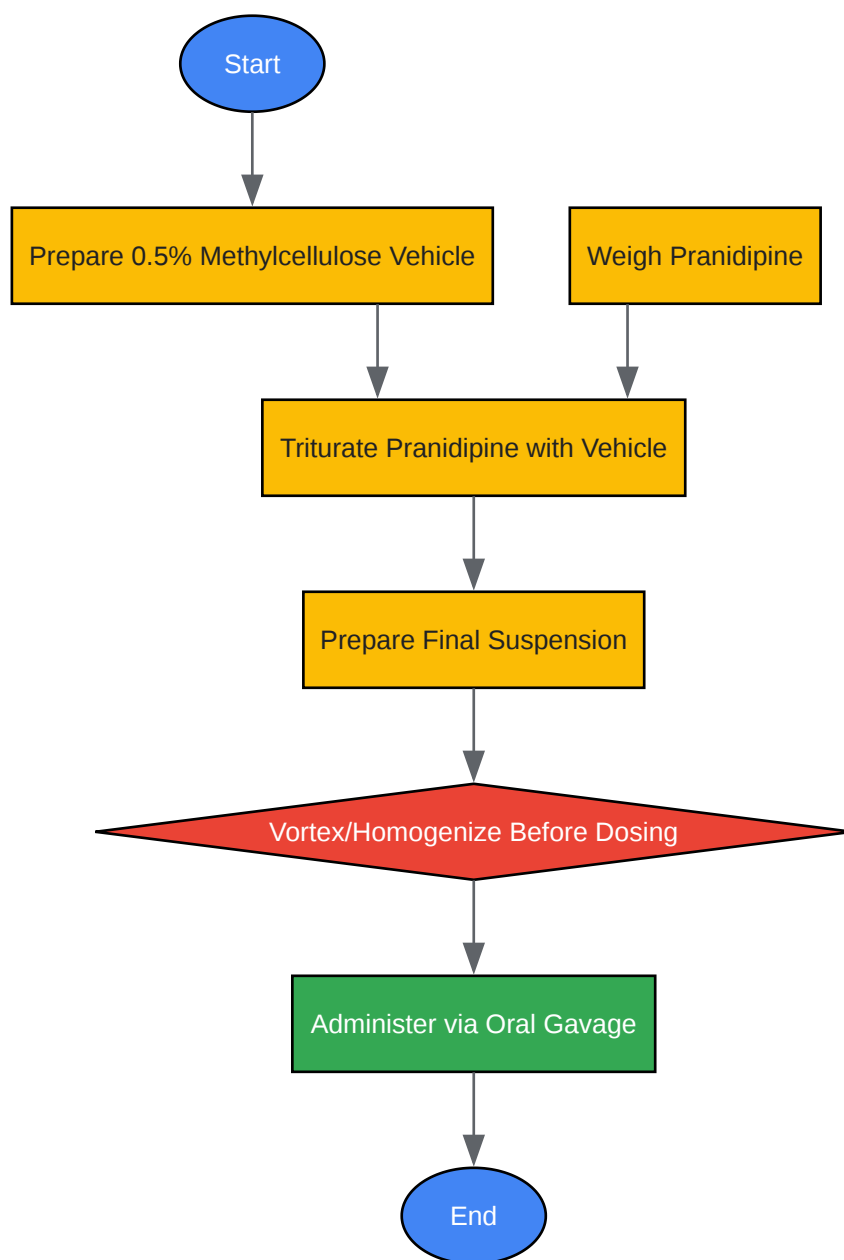 Start
Prepare 0.5% Methylcellulose Vehicle
Weigh Pranidipine
Triturate Pranidipine with Vehicle
Prepare Final Suspension
Vortex/Homogenize Before Dosing
Administer via Oral Gavage
End